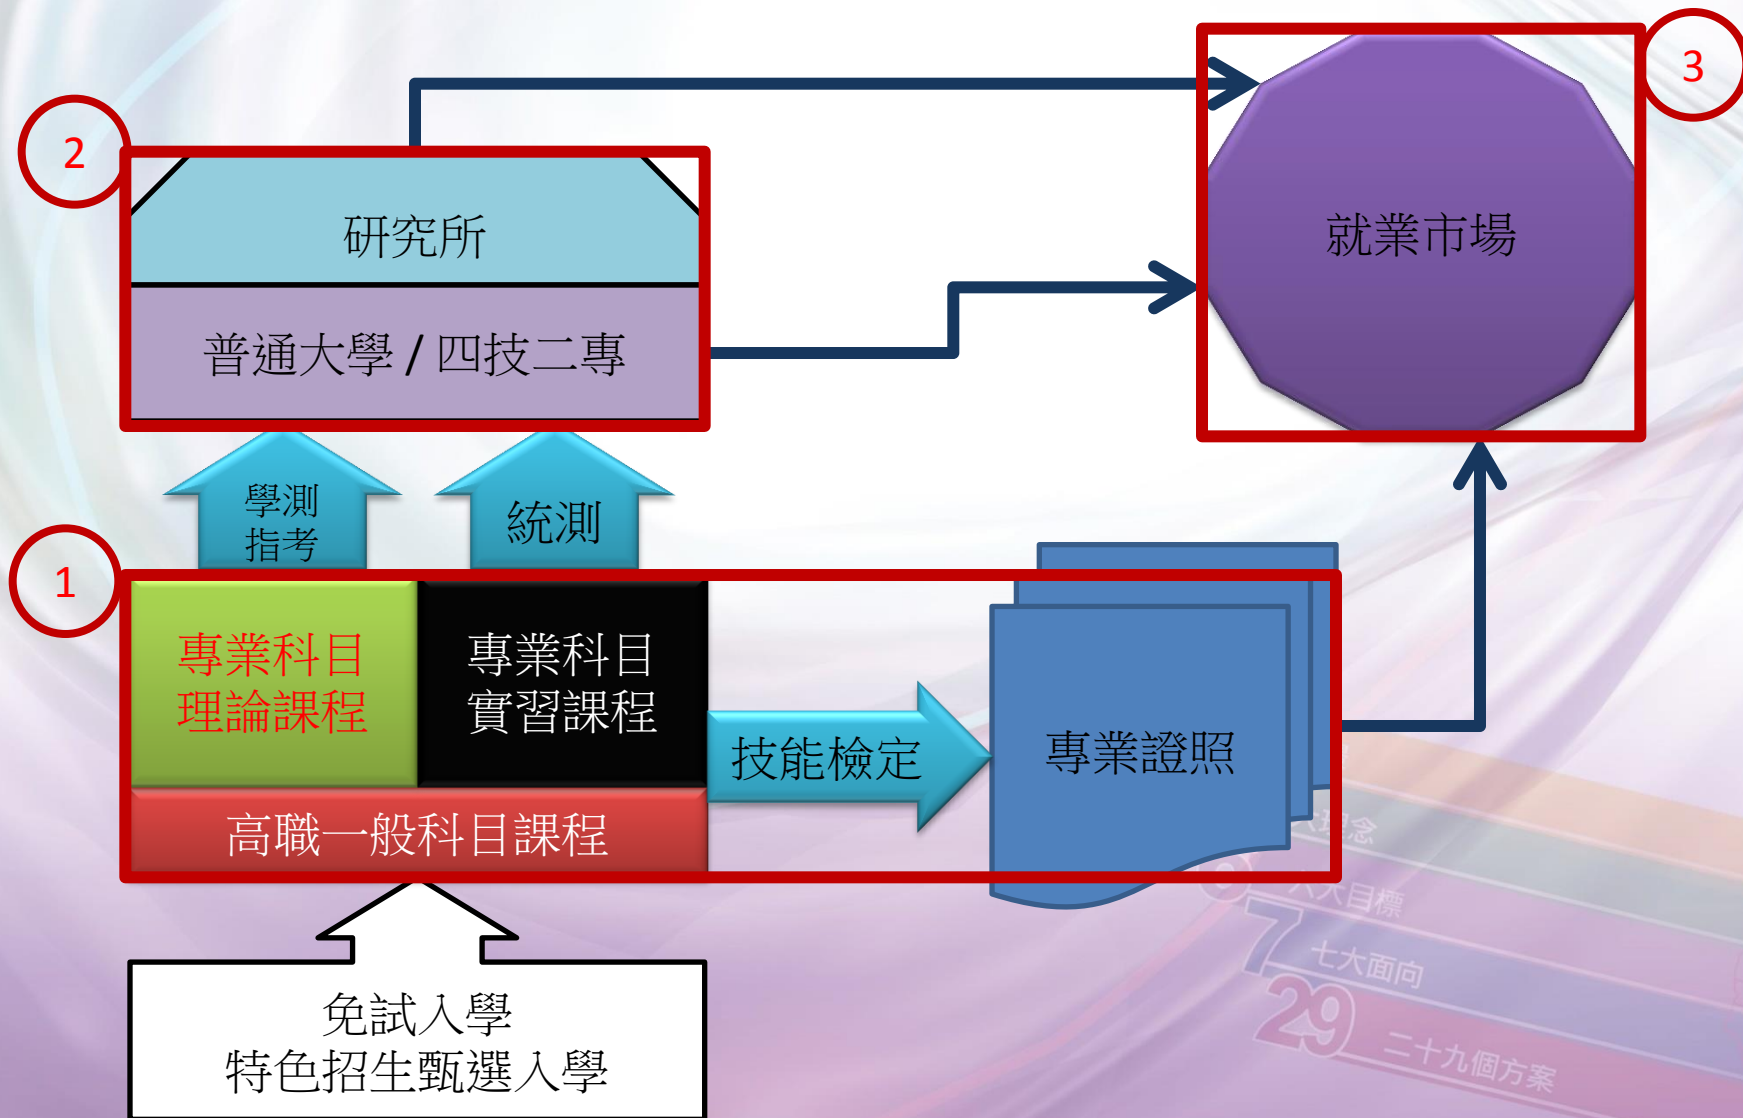 3
2
研究所
就業市場
普通大學 / 四技二專
學測
指考
統測
1
專業科目
理論課程
專業科目
實習課程
技能檢定
專業證照
高職一般科目課程
大理念
六大目標
7 七大面向
29 二十九個方案
免試入學
特色招生甄選入學